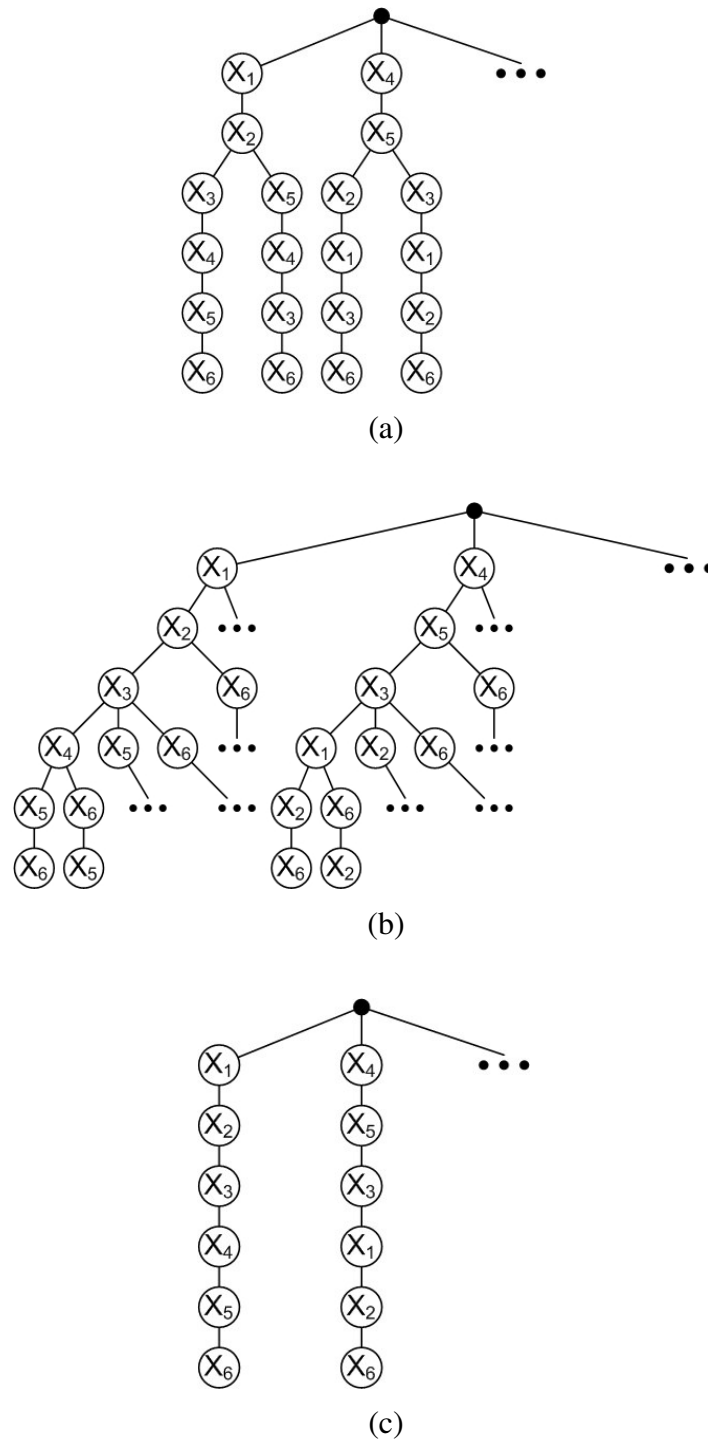 X₁ X₄ •••
X₂ X₅
X₃ X₅ X₂ X₃
X₄ X₄ X₁ X₁
X₅ X₃ X₃ X₂
X₆ X₆ X₆ X₆
(a)
X₁ X₄ •••
X₂ ••• X₅ •••
X₃ X₆ X₃ X₆
X₄ X₅ X₆ ••• X₁ X₂ X₆ •••
X₅ X₆ ••• ••• X₂ X₆ ••• •••
X₆ X₅ X₆ X₂
(b)
X₁ X₄ •••
X₂ X₅
X₃ X₃
X₄ X₁
X₅ X₂
X₆ X₆
(c)